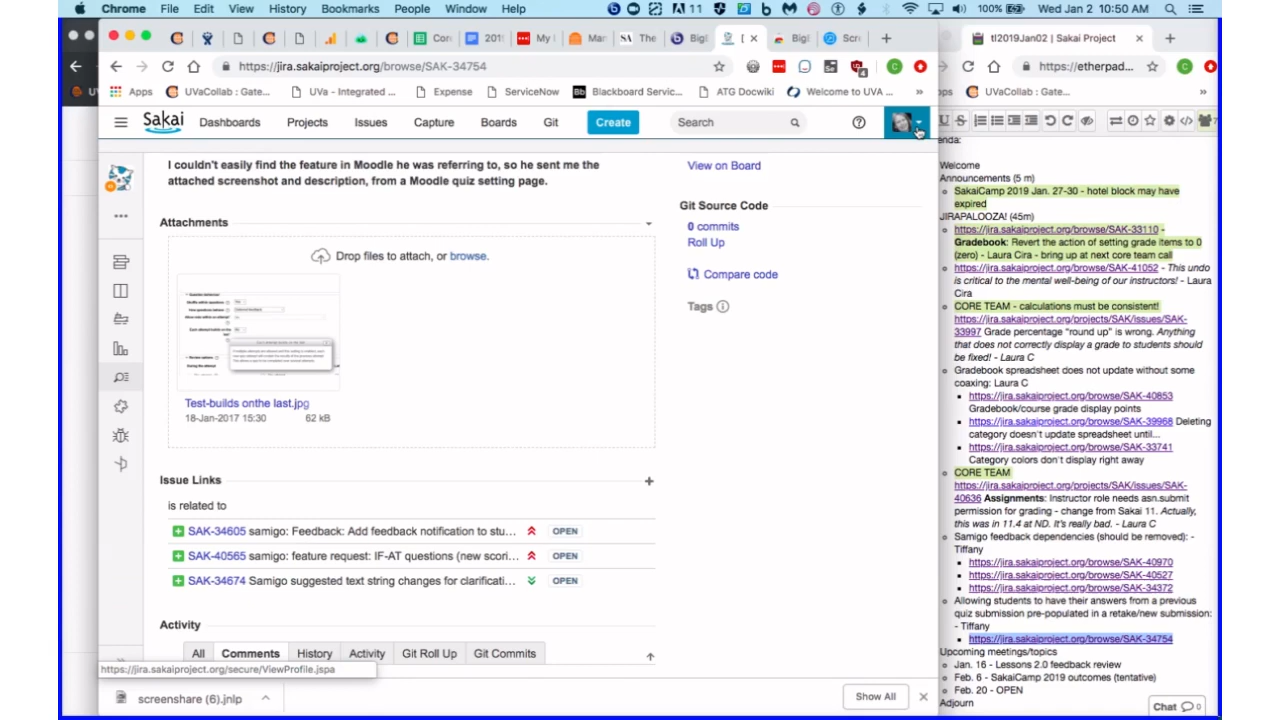 Chrome File Edit View History Bookmarks People Window Help 11 100% Wed Jan 2 10:50 AM
Con 201 My Mar SA The Bigl [ Bigl Scr
tl2019Jan02 | Sakai Project
https://jira.sakaiproject.org/browse/SAK-34754
https://etherpad...
Apps UVaCollab : Gate... UVa - Integrated ... Expense ServiceNow Bb Blackboard Servic... ATG Docwiki Welcome to UVA ... »
UVaCollab : Gate... »
Sakai Dashboards Projects Issues Capture Boards Git Create Search
I couldn't easily find the feature in Moodle he was referring to, so he sent me the
attached screenshot and description, from a Moodle quiz setting page.
Attachments
Drop files to attach, or browse.
Test-builds onthe last.jpg
18-Jan-2017 15:30 62 kB
Issue Links
is related to
SAK-34605 samigo: Feedback: Add feedback notification to stu... OPEN
SAK-40565 samigo: feature request: IF-AT questions (new scori... OPEN
SAK-34674 Samigo suggested text string changes for clarificati... OPEN
Activity
All Comments History Activity Git Roll Up Git Commits
https://jira.sakaiproject.org/secure/ViewProfile.jspa
screenshare (6).jnlp
Show All
View on Board
Git Source Code
0 commits
Roll Up
Compare code
Tags
enda:
Welcome
Announcements (5 m)
SakaiCamp 2019 Jan. 27-30 - hotel block may have
expired
JIRAPALOOZA! (45m)
https://jira.sakaiproject.org/browse/SAK-33110 -
Gradebook: Revert the action of setting grade items to 0
(zero) - Laura Cira - bring up at next core team call
https://jira.sakaiproject.org/browse/SAK-41052 - This undo
is critical to the mental well-being of our instructors! - Laura
Cira
CORE TEAM - calculations must be consistent!
https://jira.sakaiproject.org/projects/SAK/issues/SAK-
33997 Grade percentage "round up" is wrong. Anything
that does not correctly display a grade to students should
be fixed! - Laura C
Gradebook spreadsheet does not update without some
coaxing: Laura C
https://jira.sakaiproject.org/browse/SAK-40853
Gradebook/course grade display points
https://jira.sakaiproject.org/browse/SAK-39968 Deleting
category doesn't update spreadsheet until...
https://jira.sakaiproject.org/browse/SAK-33741
Category colors don't display right away
CORE TEAM
https://jira.sakaiproject.org/projects/SAK/issues/SAK-
40636 Assignments: Instructor role needs asn.submit
permission for grading - change from Sakai 11. Actually,
this was in 11.4 at ND. It's really bad. - Laura C
Samigo feedback dependencies (should be removed): -
Tiffany
https://jira.sakaiproject.org/browse/SAK-40970
https://jira.sakaiproject.org/browse/SAK-40527
https://jira.sakaiproject.org/browse/SAK-34372
Allowing students to have their answers from a previous
quiz submission pre-populated in a retake/new submission:
- Tiffany
https://jira.sakaiproject.org/browse/SAK-34754
Upcoming meetings/topics
Jan. 16 - Lessons 2.0 feedback review
Feb. 6 - SakaiCamp 2019 outcomes (tentative)
Feb. 20 - OPEN
Adjourn
Chat 0